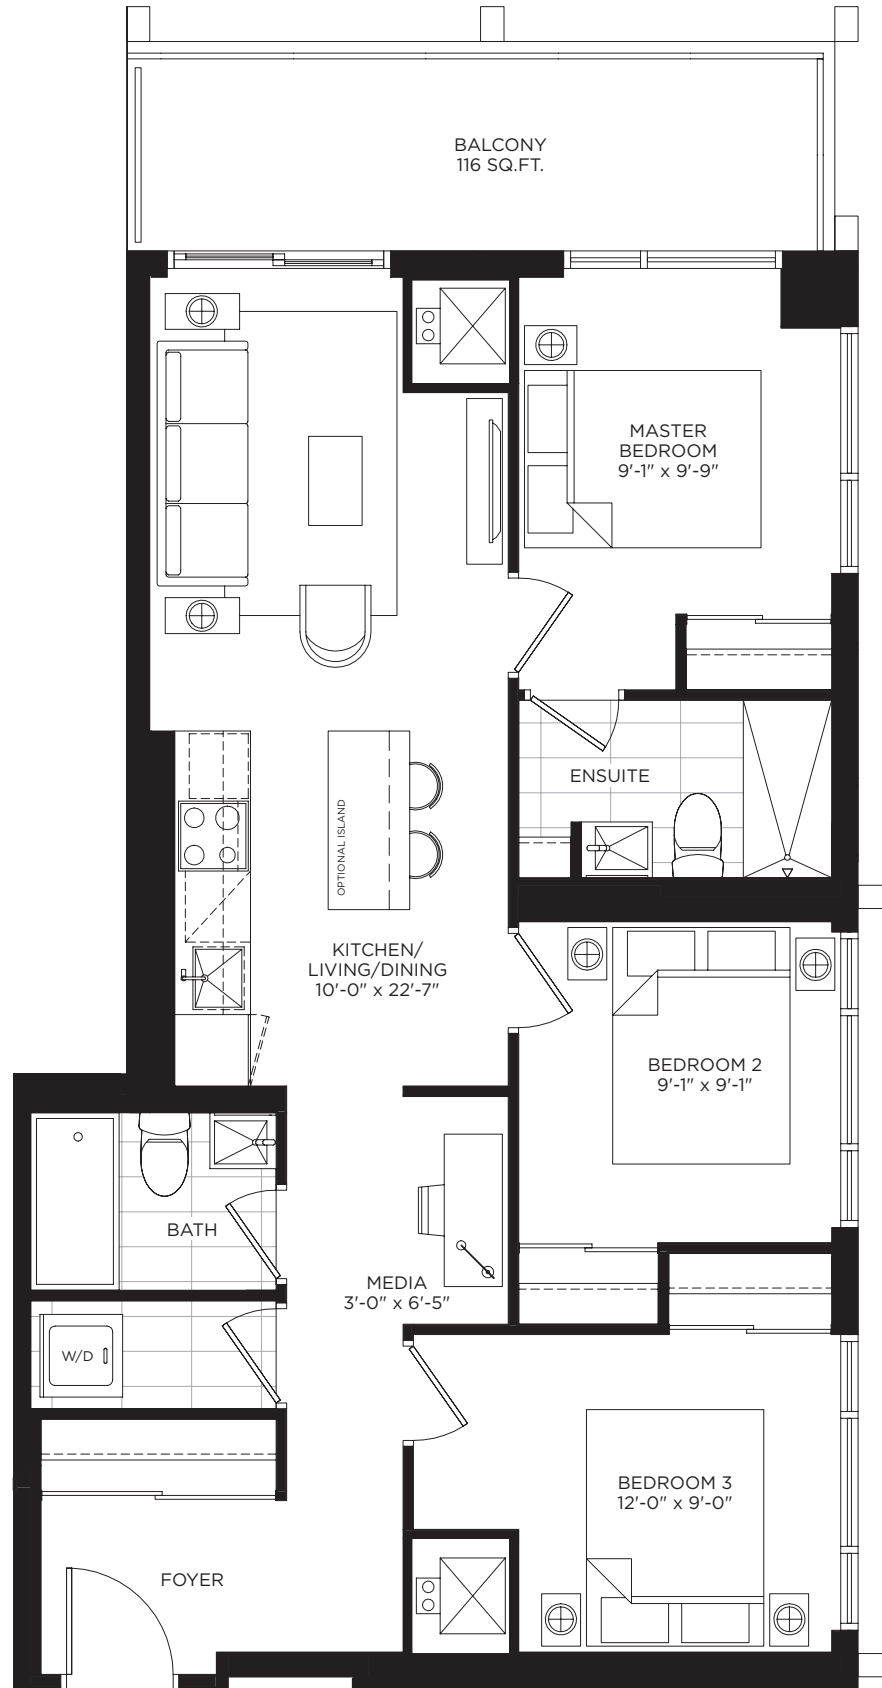 BALCONY
116 SQ.FT.
MASTER
BEDROOM
9'-1" x 9'-9"
ENSUITE
OPTIONAL ISLAND
KITCHEN/
LIVING/DINING
10'-0" x 22'-7"
BEDROOM 2
9'-1" x 9'-1"
BATH
MEDIA
3'-0" x 6'-5"
W/D
BEDROOM 3
12'-0" x 9'-0"
FOYER